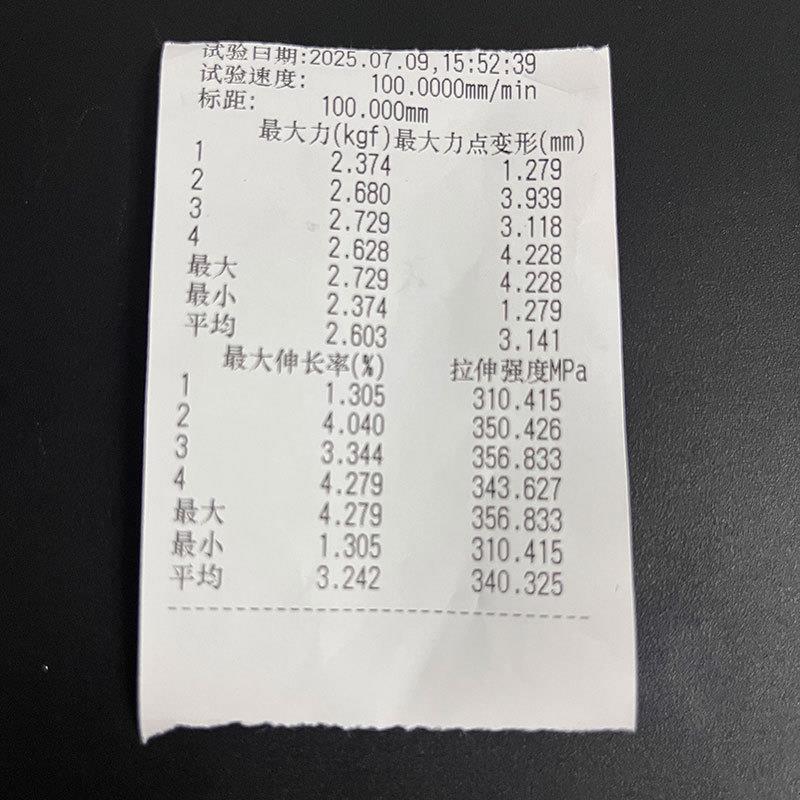 试验日期:2025.07.09,15:52:39
试验速度: 100.0000mm/min
标距: 100.000mm
最大力(kgf) 最大力点变形(mm)
1 2.374 1.279
2 2.680 3.939
3 2.729 3.118
4 2.628 4.228
最大 2.729 4.228
最小 2.374 1.279
平均 2.603 3.141
最大伸长率(%) 拉伸强度MPa
1 1.305 310.415
2 4.040 350.426
3 3.344 356.833
4 4.279 343.627
最大 4.279 356.833
最小 1.305 310.415
平均 3.242 340.325